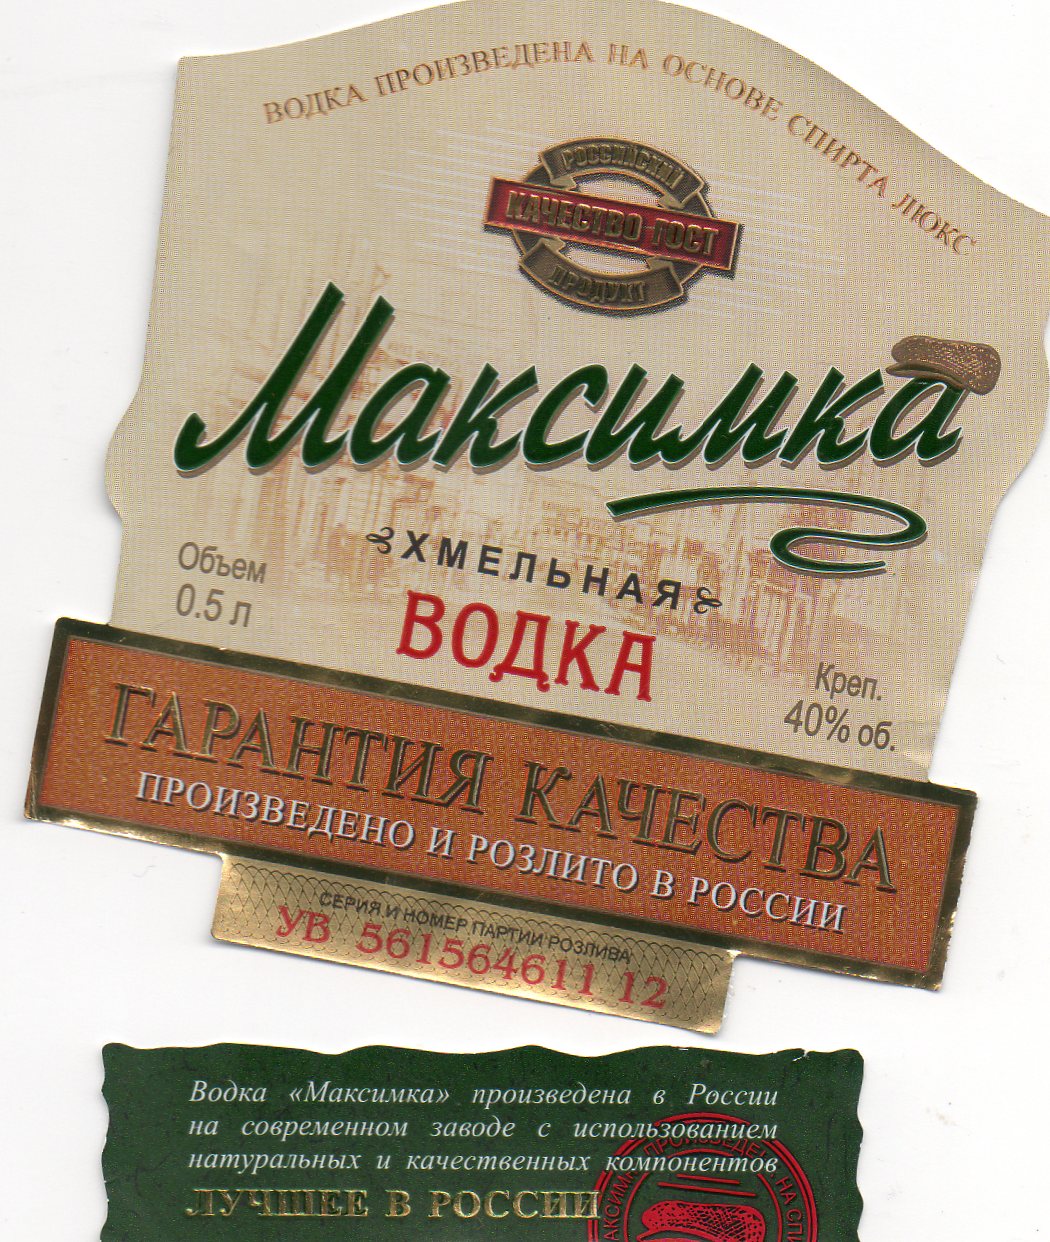 ВОДКА ПРОИЗВЕДЕНА НА ОСНОВЕ СПИРТА ЛЮКС
РОССИЙСКИЙ
КАЧЕСТВО ГОСТ
ПРОДУКТ
Максимка
ХМЕЛЬНАЯ
ВОДКА
Объем
0.5 л
Креп.
40% об.
ГАРАНТИЯ КАЧЕСТВА
ПРОИЗВЕДЕНО И РОЗЛИТО В РОССИИ
СЕРИЯ И НОМЕР ПАРТИИ РОЗЛИВА
УВ 561564611 12
Водка «Максимка» произведена в России
на современном заводе с использованием
натуральных и качественных компонентов
ЛУЧШЕЕ В РОССИИ